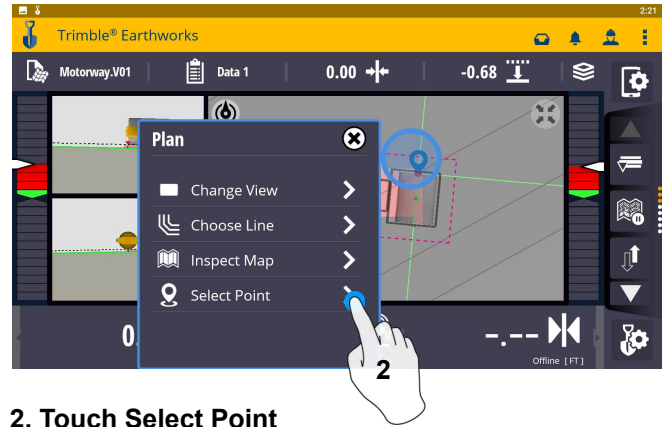 2:21
Trimble® Earthworks
Motorway.V01
Data 1
0.00
-0.68
Plan
Change View
Choose Line
Inspect Map
Select Point
0.
-.--
Offline [FT]
2
2. Touch Select Point